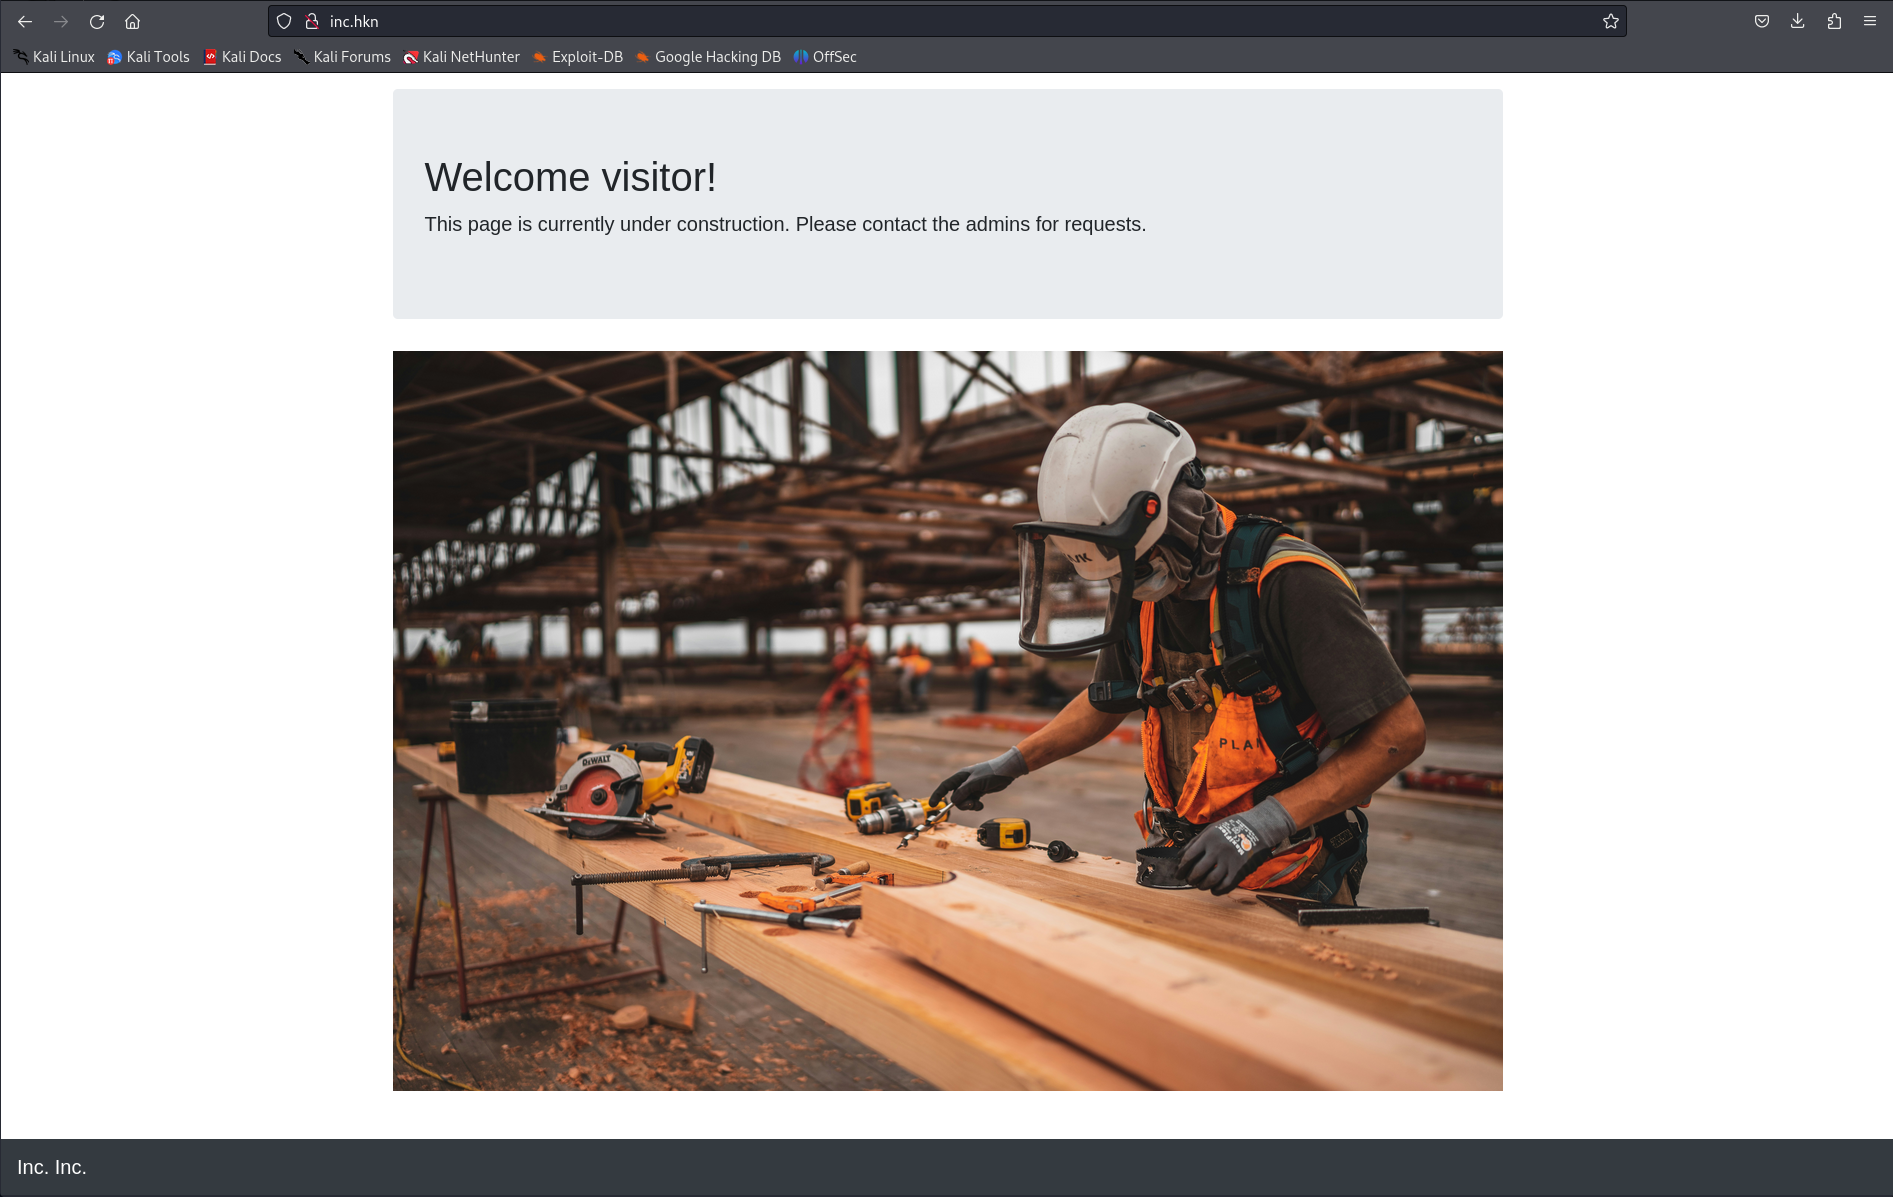 inc.hkn
Kali Linux Kali Tools Kali Docs Kali Forums Kali NetHunter Exploit-DB Google Hacking DB OffSec
Welcome visitor!
This page is currently under construction. Please contact the admins for requests.
DEWALT
PLAN
Inc. Inc.